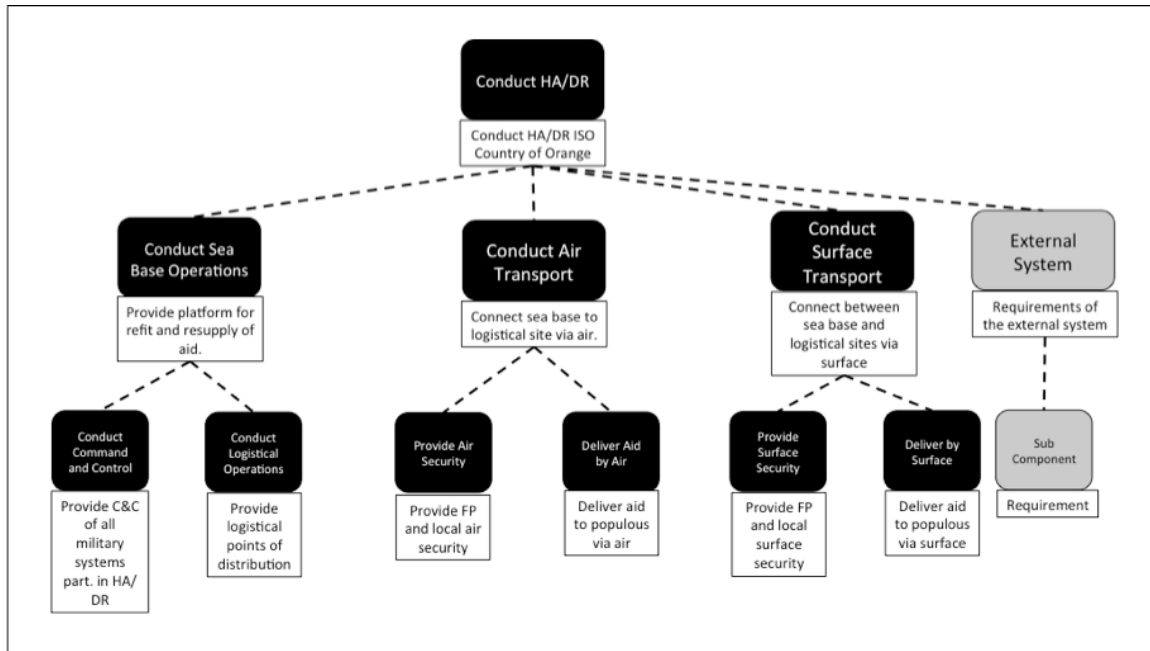 Conduct HA/DR
Conduct HA/DR ISO
Country of Orange
Conduct Sea
Base Operations
Provide platform for
refit and resupply of
aid.
Conduct Air
Transport
Connect sea base to
logistical site via air.
Conduct
Surface
Transport
Connect between
sea base and
logistical sites via
surface
External
System
Requirements of
the external system
Conduct
Command
and Control
Provide C&C
of all
military
systems
part. in HA/
DR
Conduct
Logistical
Operations
Provide
logistical
points of
distribution
Provide Air
Security
Provide FP
and local air
security
Deliver Aid
by Air
Deliver aid
to populous
via air
Provide
Surface
Security
Provide FP
and local
surface
security
Deliver by
Surface
Deliver aid
to populous
via surface
Sub
Component
Requirement